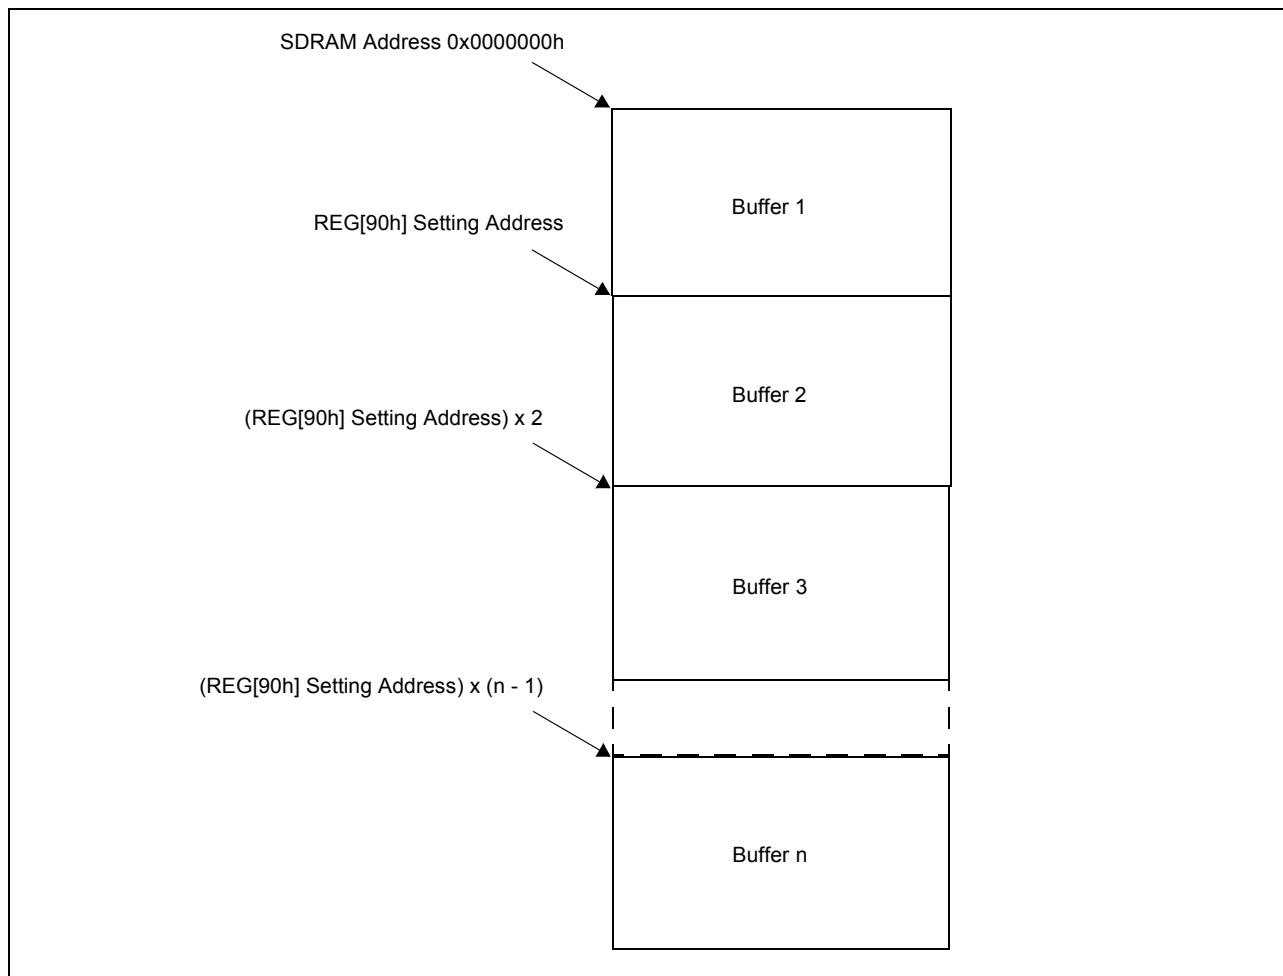 SDRAM Address 0x0000000h
Buffer 1
REG[90h] Setting Address
Buffer 2
(REG[90h] Setting Address) x 2
Buffer 3
(REG[90h] Setting Address) x (n - 1)
Buffer n